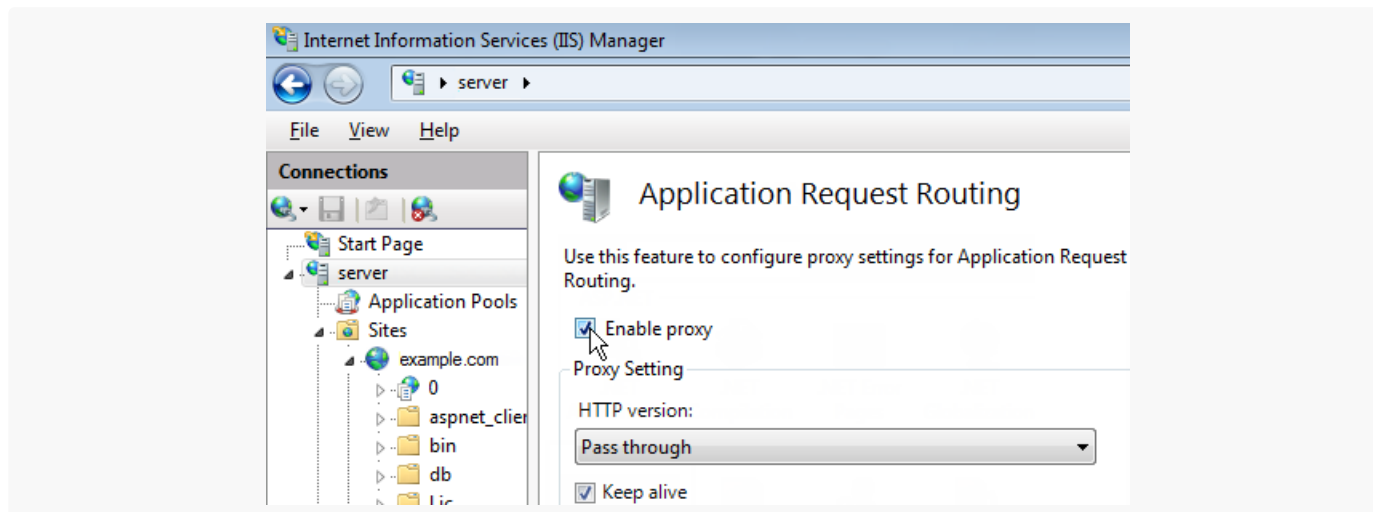 Internet Information Services (IIS) Manager
server
File View Help
Connections
Start Page
server
Application Pools
Sites
example.com
0
aspnet_clien
bin
db
Application Request Routing
Use this feature to configure proxy settings for Application Request
Routing.
Enable proxy
Proxy Setting
HTTP version:
Pass through
Keep alive